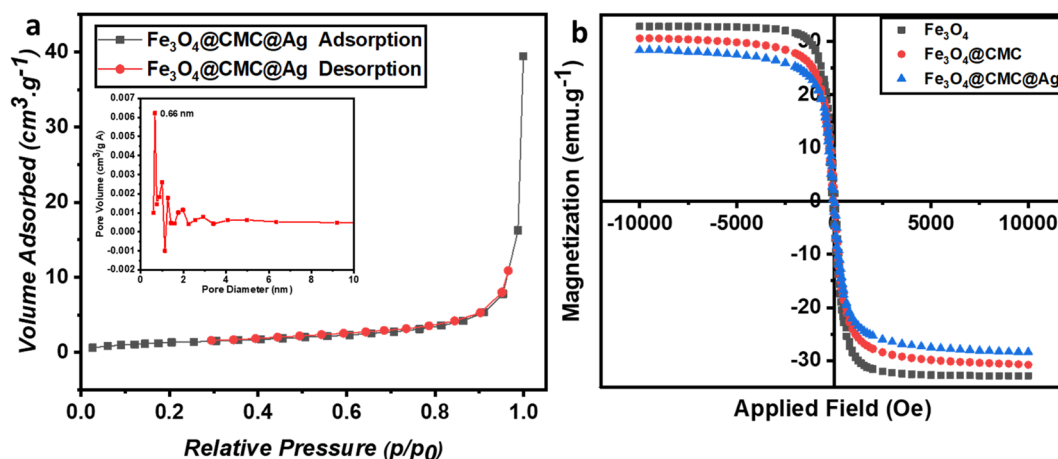 a
Fe3O4@CMC@Ag Adsorption
Fe3O4@CMC@Ag Desorption
Volume Adsorbed (cm³.g⁻¹)
40
30
20
10
0
0.0
0.2
0.4
0.6
0.8
1.0
Relative Pressure (p/p0)
0.007
0.006
0.005
0.004
0.003
0.002
0.001
0.000
-0.001
-0.002
0.66 nm
Pore Volume (cm³/g A)
0
2
4
6
8
10
Pore Diameter (nm)
b
Fe3O4
Fe3O4@CMC
Fe3O4@CMC@Ag
Magnetization (emu.g⁻¹)
30
20
10
0
-10
-20
-30
-10000
-5000
0
5000
10000
Applied Field (Oe)